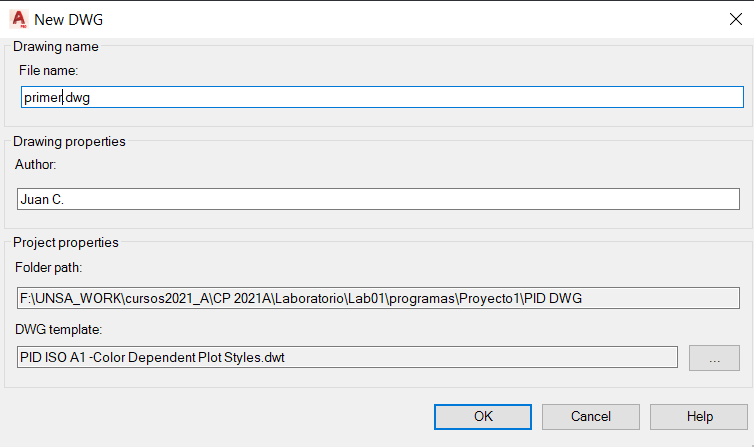 New DWG
Drawing name
File name:
primer.dwg
Drawing properties
Author:
Juan C.
Project properties
Folder path:
F:\UNSA_WORK\cursos2021_A\CP 2021A\Laboratorio\Lab01\programas\Proyecto1\PID DWG
DWG template:
PID ISO A1 -Color Dependent Plot Styles.dwt
...
OK
Cancel
Help